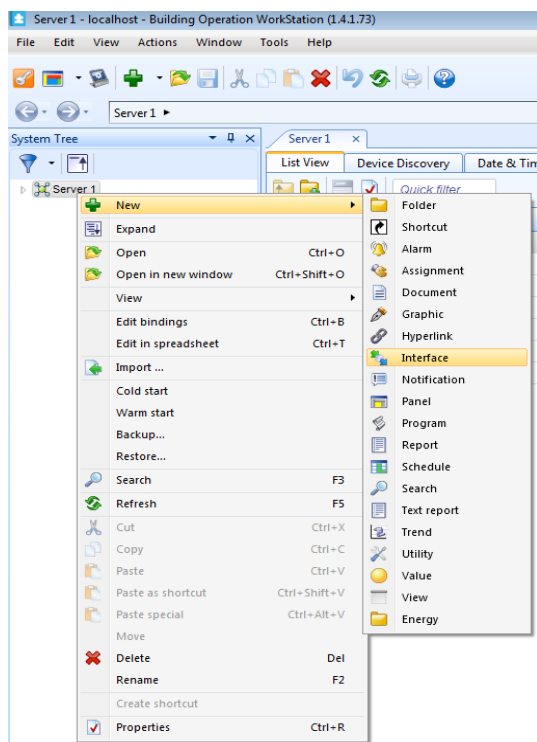 Server 1 - localhost - Building Operation WorkStation (1.4.1.73)
File Edit View Actions Window Tools Help
Server 1
System Tree
Server 1
List View Device Discovery Date & Tim
Quick filter
Server 1
New
Expand
Open Ctrl+O
Open in new window Ctrl+Shift+O
View
Edit bindings Ctrl+B
Edit in spreadsheet Ctrl+T
Import ...
Cold start
Warm start
Backup...
Restore...
Search F3
Refresh F5
Cut Ctrl+X
Copy Ctrl+C
Paste Ctrl+V
Paste as shortcut Ctrl+Shift+V
Paste special Ctrl+Alt+V
Move
Delete Del
Rename F2
Create shortcut
Properties Ctrl+R
Folder
Shortcut
Alarm
Assignment
Document
Graphic
Hyperlink
Interface
Notification
Panel
Program
Report
Schedule
Search
Text report
Trend
Utility
Value
View
Energy